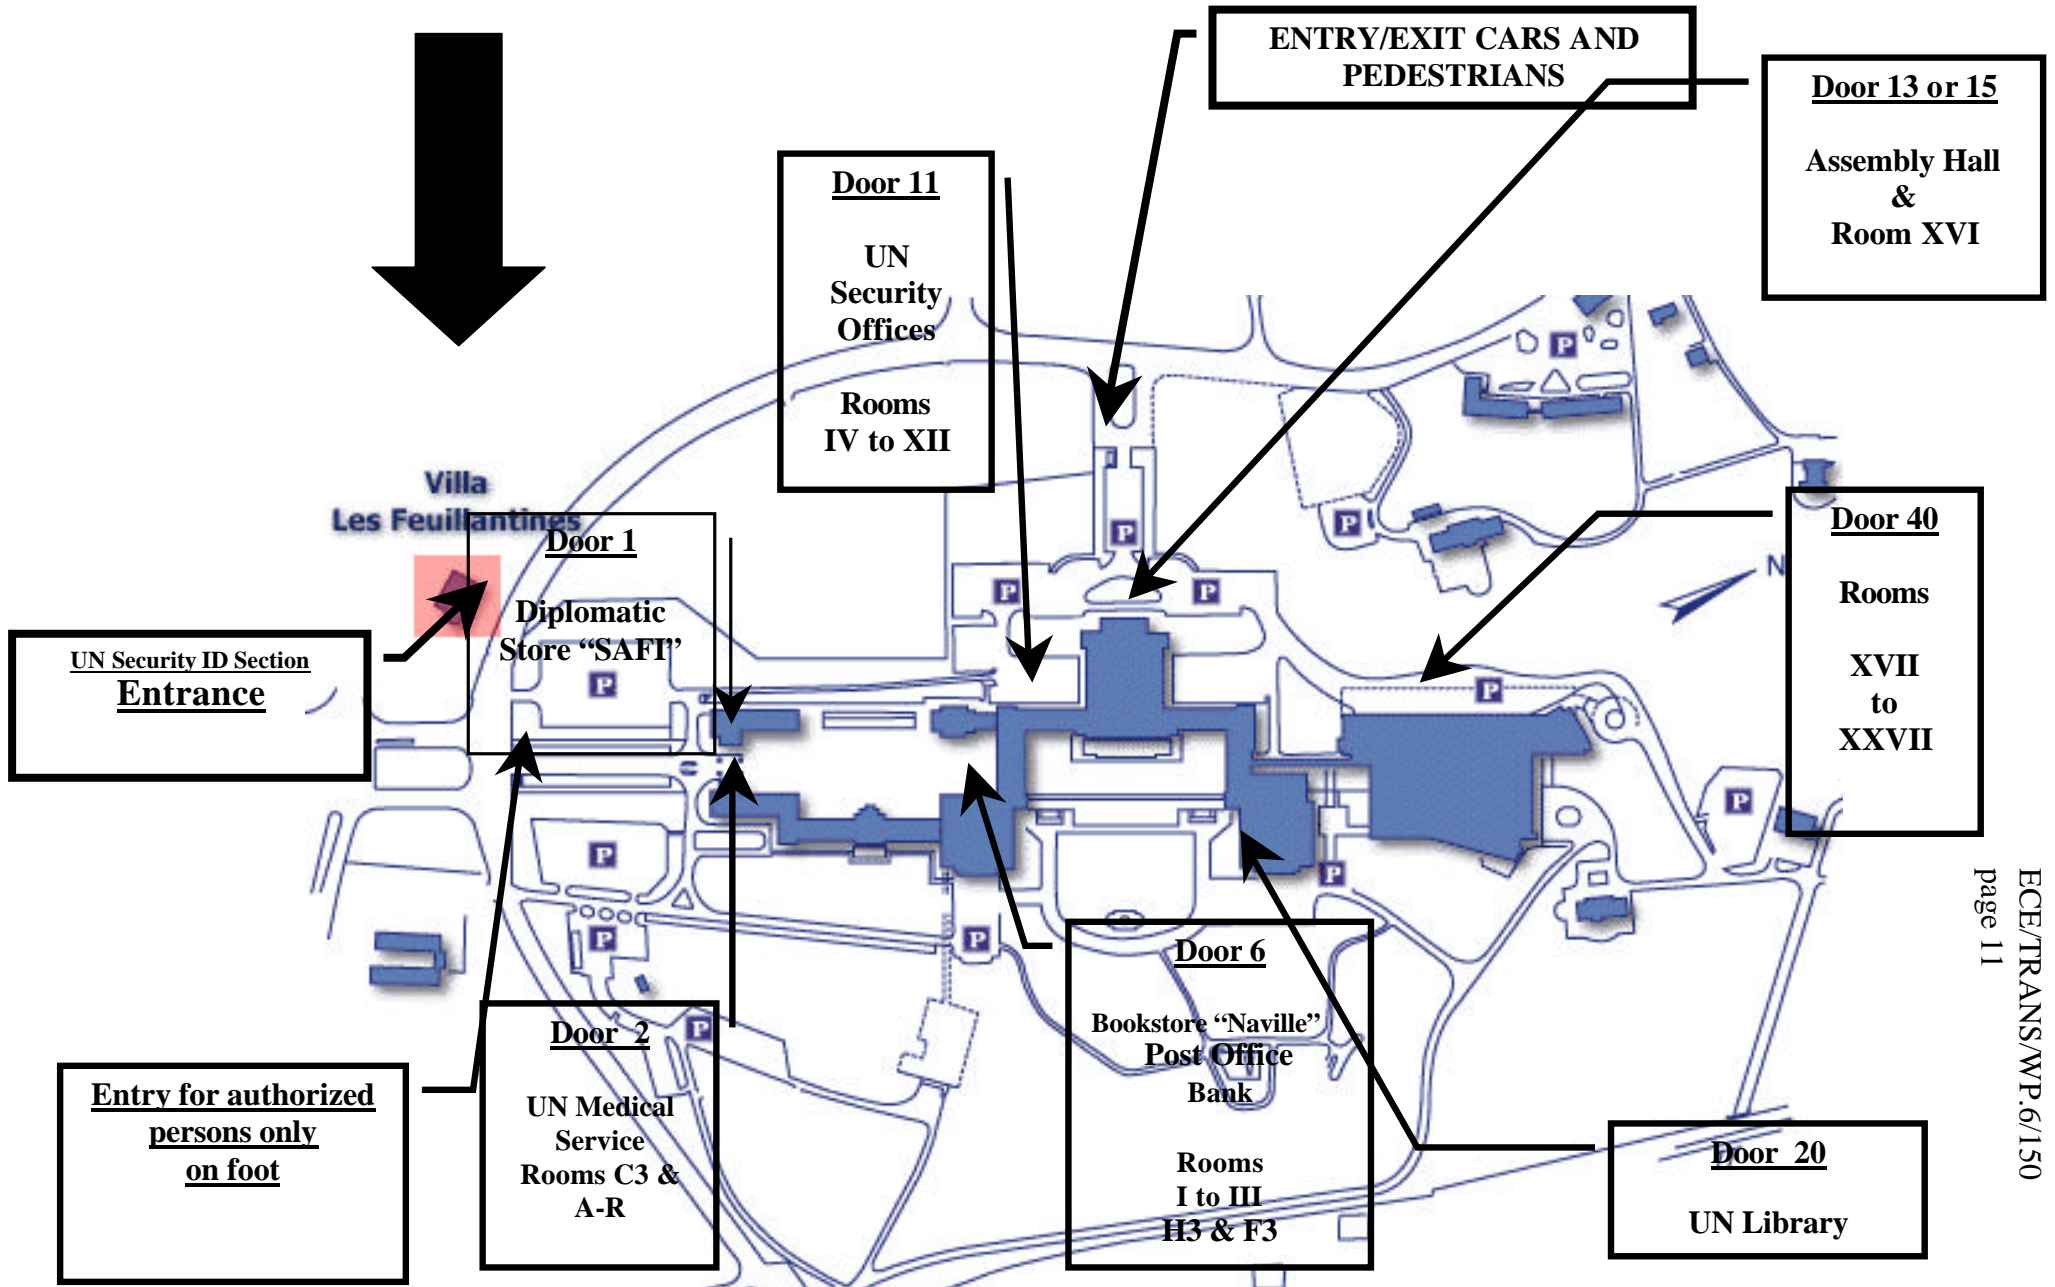 ENTRY/EXIT CARS AND
PEDESTRIANS
Door 13 or 15
Assembly Hall
&
Room XVI
Door 11
UN
Security
Offices
Rooms
IV to XII
Villa
Les Feuillantines
Door 1
Diplomatic
Store “SAFI”
UN Security ID Section
Entrance
Door 40
Rooms
XVII
to
XXVII
N
P
P
P
P
P
P
P
P
P
P
P
P
P
P
Entry for authorized
persons only
on foot
Door 2
UN Medical
Service
Rooms C3 &
A-R
Door 6
Bookstore “Naville”
Post Office
Bank
Rooms
I to III
H3 & F3
Door 20
UN Library
ECE/TRANS/WP.6/150
page 11